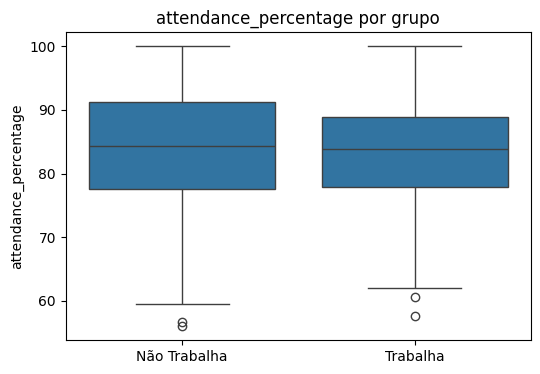 attendance_percentage por grupo
attendance_percentage
100
90
80
70
60
Não Trabalha
Trabalha